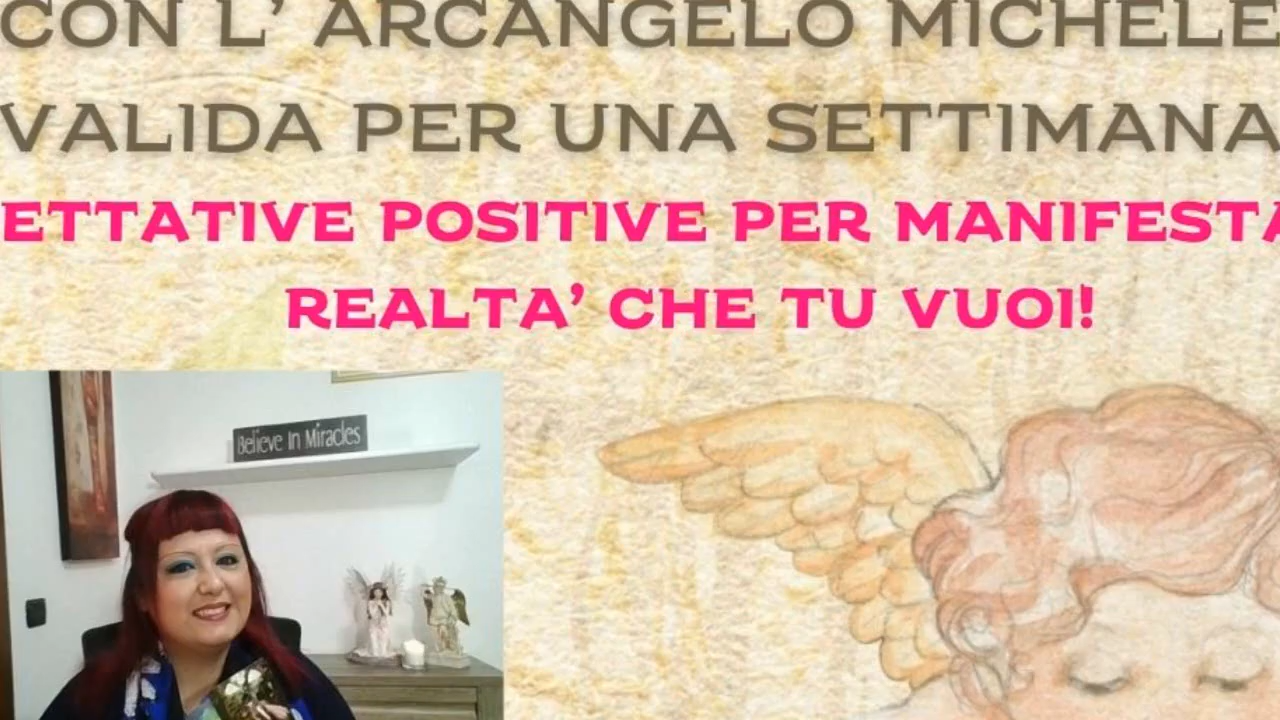 CON L' ARCANGELO MICHELE
VALIDA PER UNA SETTIMANA
ETTATIVE POSITIVE PER MANIFESTA
REALTA' CHE TU VUOI!
Believe In Miracles